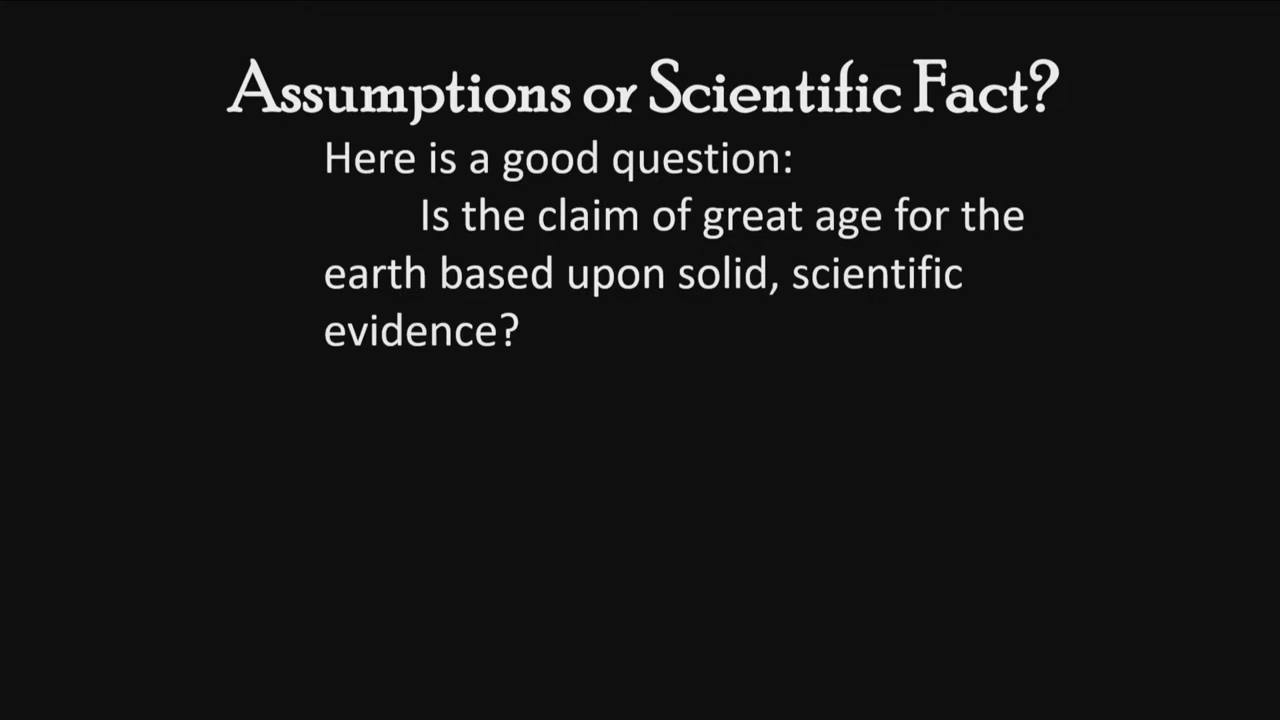 Assumptions or Scientific Fact?
Here is a good question:
Is the claim of great age for the
earth based upon solid, scientific
evidence?